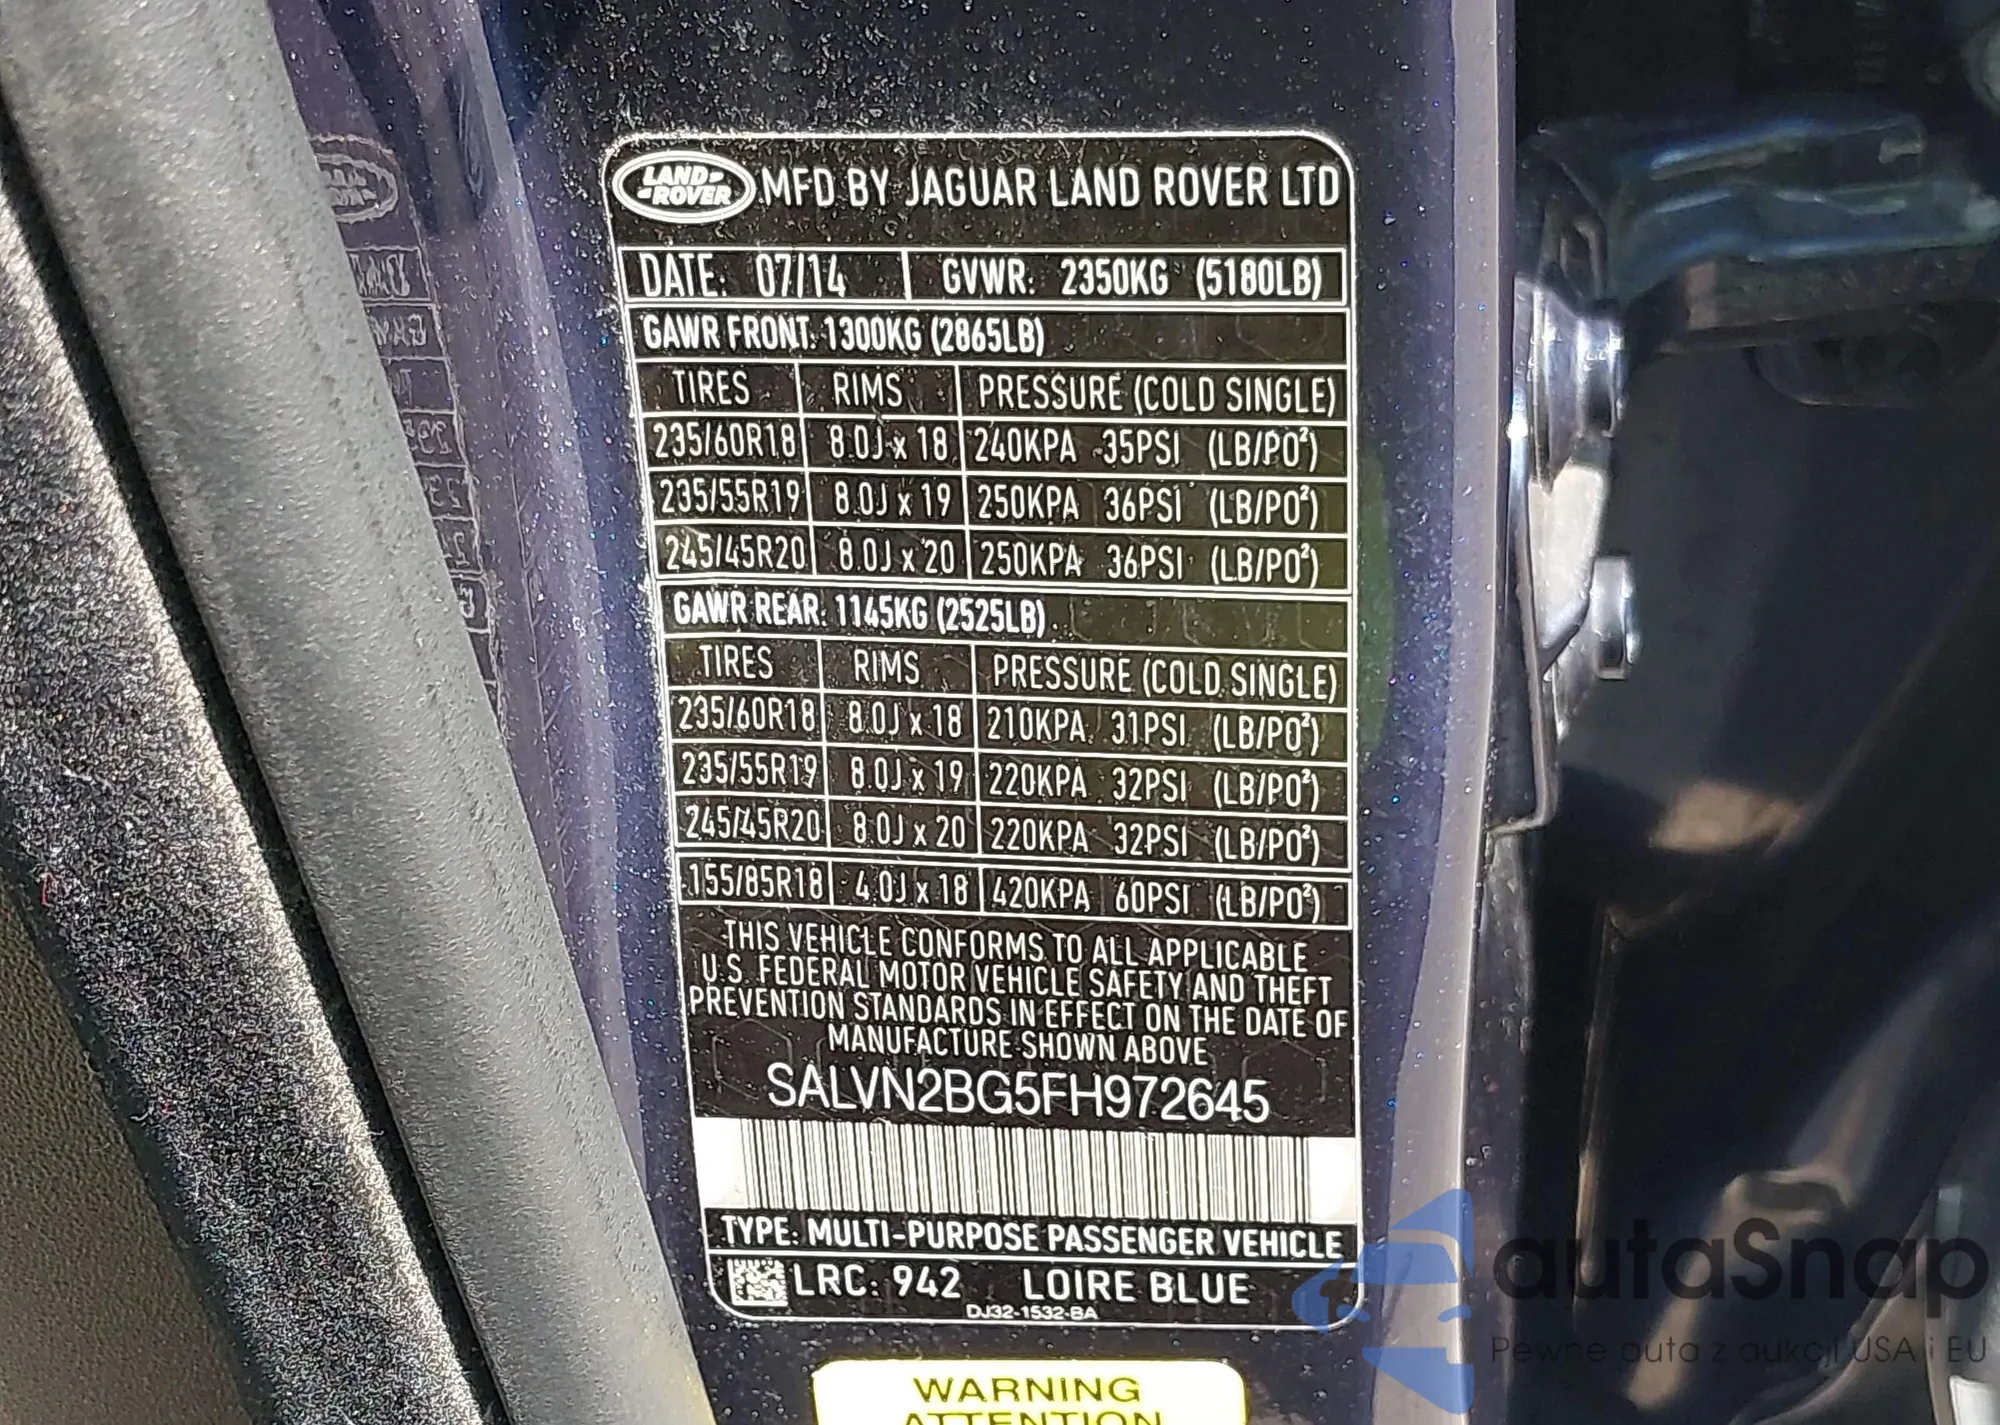 LAND ROVER MFD BY JAGUAR LAND ROVER LTD
DATE: 07/14 GVWR: 2350KG (5180LB)
GAWR FRONT: 1300KG (2865LB)
TIRES RIMS PRESSURE (COLD SINGLE)
235/60R18 8.0J x 18 240KPA 35PSI (LB/PO²)
235/55R19 8.0J x 19 250KPA 36PSI (LB/PO²)
245/45R20 8.0J x 20 250KPA 36PSI (LB/PO²)
GAWR REAR: 1145KG (2525LB)
TIRES RIMS PRESSURE (COLD SINGLE)
235/60R18 8.0J x 18 210KPA 31PSI (LB/PO²)
235/55R19 8.0J x 19 220KPA 32PSI (LB/PO²)
245/45R20 8.0J x 20 220KPA 32PSI (LB/PO²)
155/85R18 4.0J x 18 420KPA 60PSI (LB/PO²)
THIS VEHICLE CONFORMS TO ALL APPLICABLE
U.S. FEDERAL MOTOR VEHICLE SAFETY AND THEFT
PREVENTION STANDARDS IN EFFECT ON THE DATE OF
MANUFACTURE SHOWN ABOVE
SALVN2BG5FH972645
TYPE: MULTI-PURPOSE PASSENGER VEHICLE
LRC: 942 LOIRE BLUE
DJ32-1532-BA
WARNING
ATTENTION
autaSnap
Pewne auta z aukcji USA i EU